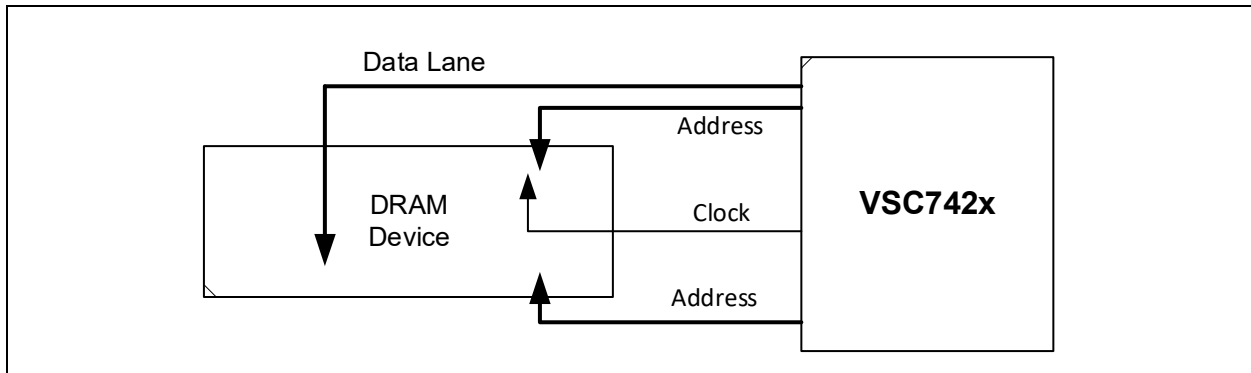 Data Lane
Address
DRAM
Device
VSC742x
Clock
Address